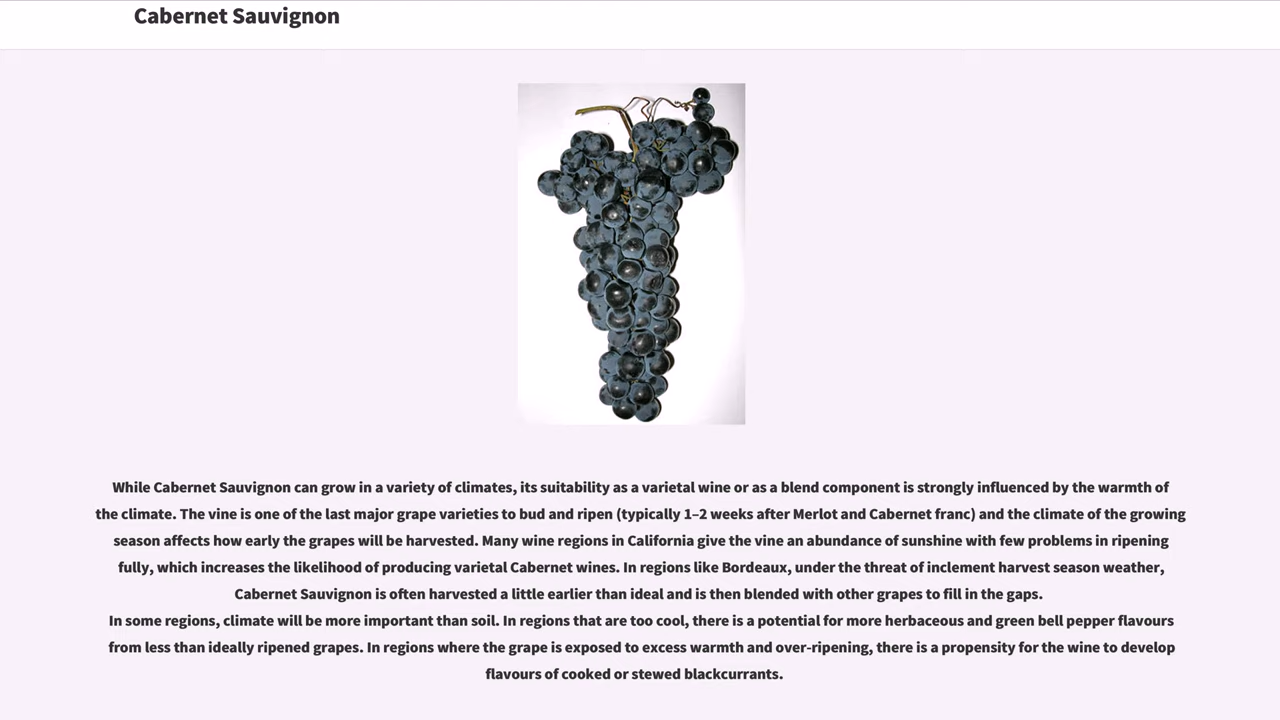 Cabernet Sauvignon
While Cabernet Sauvignon can grow in a variety of climates, its suitability as a varietal wine or as a blend component is strongly influenced by the warmth of
the climate. The vine is one of the last major grape varieties to bud and ripen (typically 1–2 weeks after Merlot and Cabernet franc) and the climate of the growing
season affects how early the grapes will be harvested. Many wine regions in California give the vine an abundance of sunshine with few problems in ripening
fully, which increases the likelihood of producing varietal Cabernet wines. In regions like Bordeaux, under the threat of inclement harvest season weather,
Cabernet Sauvignon is often harvested a little earlier than ideal and is then blended with other grapes to fill in the gaps.
In some regions, climate will be more important than soil. In regions that are too cool, there is a potential for more herbaceous and green bell pepper flavours
from less than ideally ripened grapes. In regions where the grape is exposed to excess warmth and over-ripening, there is a propensity for the wine to develop
flavours of cooked or stewed blackcurrants.